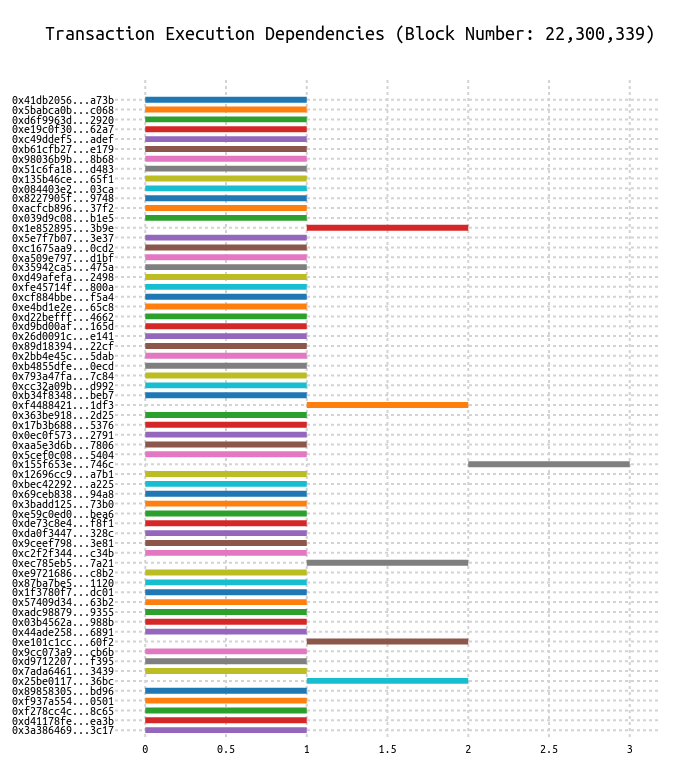 Transaction Execution Dependencies (Block Number: 22,300,339)
0x41db2056...a73b
0x5babca0b...c068
0xd6f9963d...2920
0xe19c0f30...62a7
0xc49ddef5...adef
0xb61cfb27...e179
0x98036b9b...8b68
0x51c6fa18...d483
0x135b46ce...65f1
0x084403e2...03ca
0x8227905f...9748
0xacfcb896...37f2
0x039d9c08...b1e5
0x1e852895...3b9e
0x5e7f7b07...3e37
0xc1675aa9...0cd2
0xa509e797...d1bf
0x35942ca5...475a
0xd49afefa...2498
0xfe45714f...800a
0xcf884bbe...f5a4
0xe4bd1e2e...65c8
0xd22befff...4662
0xd9bd00af...165d
0x26d0091c...e141
0x89d18394...22cf
0x2bb4e45c...5dab
0xb4855dfe...0ecd
0x793a47fa...7c84
0xcc32a09b...d992
0xb34f8348...beb7
0xf4488421...1df3
0x363be918...2d25
0x17b3b688...5376
0x0ec0f573...2791
0xaa5e3d6b...7806
0x5cef0c08...5404
0x155f653e...746c
0x12696cc9...a7b1
0xbec42292...a225
0x69ceb838...94a8
0x3badd125...73b0
0xe59c0ed0...bea6
0xde73c8e4...f8f1
0xda0f3447...328c
0x9ceef798...3e81
0xc2f2f344...c34b
0xec785eb5...7a21
0xe9721686...c8b2
0x87ba7be5...1120
0x1f3780f7...dc01
0x57409d34...63b2
0xadc98879...9355
0x03b4562a...988b
0x44ade258...6891
0xe101c1cc...60f2
0x9cc073a9...cb6b
0xd9712207...f395
0x7ada6461...3439
0x25be0117...36bc
0x89858305...bd96
0xf937a554...0501
0xf278cc4c...8c65
0xd41178fe...ea3b
0x3a386469...3c17
0 0.5 1 1.5 2 2.5 3